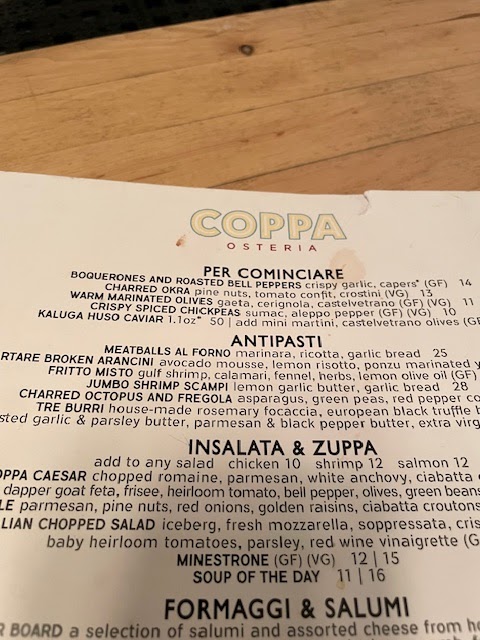 COPPA
OSTERIA
PER COMINCIARE
BOQUERONES AND ROASTED BELL PEPPERS crispy garlic, capers* (GF) 14
CHARRED OKRA pine nuts, tomato confit, crostini (VG) 13
WARM MARINATED OLIVES gaeta, cerignola, castelvetrano (GF) (VG) 11
CRISPY SPICED CHICKPEAS sumac, aleppo pepper (GF) (VG) 10
KALUGA HUSO CAVIAR 1.1oz* 50 | add mini martini, castelvetrano olives (GF
ANTIPASTI
MEATBALLS AL FORNO marinara, ricotta, garlic bread 25
RTARE BROKEN ARANCINI avocado mousse, lemon risotto, ponzu marinated y
FRITTO MISTO gulf shrimp, calamari, fennel, herbs, lemon olive oil (GF)
JUMBO SHRIMP SCAMPI lemon garlic butter, garlic bread 28
CHARRED OCTOPUS AND FREGOLA asparagus, green peas, red pepper co
TRE BURRI house-made rosemary focaccia, european black truffle b
sted garlic & parsley butter, parmesan & black pepper butter, extra virg
INSALATA & ZUPPA
add to any salad chicken 10 shrimp 12 salmon 12
OPPA CAESAR chopped romaine, parmesan, white anchovy, ciabatta c
dapper goat feta, frisee, heirloom tomato, bell pepper, olives, green beans
LE parmesan, pine nuts, red onions, golden raisins, ciabatta croutons
LIAN CHOPPED SALAD iceberg, fresh mozzarella, soppressata, cris
baby heirloom tomatoes, parsley, red wine vinaigrette (G
MINESTRONE (GF) (VG) 12 | 15
SOUP OF THE DAY 11 | 16
FORMAGGI & SALUMI
R BOARD a selection of salumi and assorted cheese from h